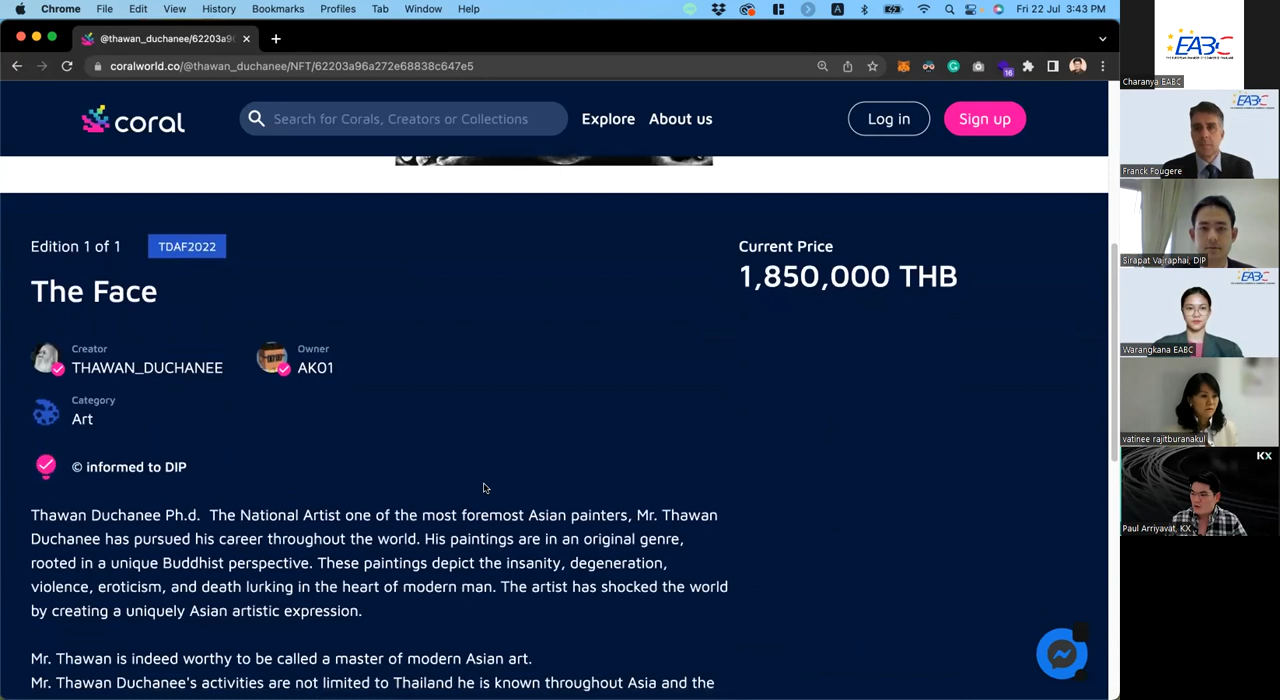 Chrome File Edit View History Bookmarks Profiles Tab Window Help
A
Fri 22 Jul 3:43 PM
@thawan_duchanee/62203a9
coralworld.co/@thawan_duchanee/NFT/62203a96a272e68838c647e5
16
coral
Search for Corals, Creators or Collections
Explore
About us
Log in
Sign up
Edition 1 of 1
TDAF2022
Current Price
The Face
1,850,000 THB
Creator
THAWAN_DUCHANEE
Owner
AKO1
Category
Art
© informed to DIP
Thawan Duchanee Ph.d. The National Artist one of the most foremost Asian painters, Mr. Thawan
Duchanee has pursued his career throughout the world. His paintings are in an original genre,
rooted in a unique Buddhist perspective. These paintings depict the insanity, degeneration,
violence, eroticism, and death lurking in the heart of modern man. The artist has shocked the world
by creating a uniquely Asian artistic expression.
Mr. Thawan is indeed worthy to be called a master of modern Asian art.
Mr. Thawan Duchanee's activities are not limited to Thailand he is known throughout Asia and the
EABC
Charanya EABC
EABC
Franck Fougere
Sirapat Vajraphai, DIP
EABC
Warangkana EABC
vatinee rajitburanakul
KX
Paul Arriyavat, KX